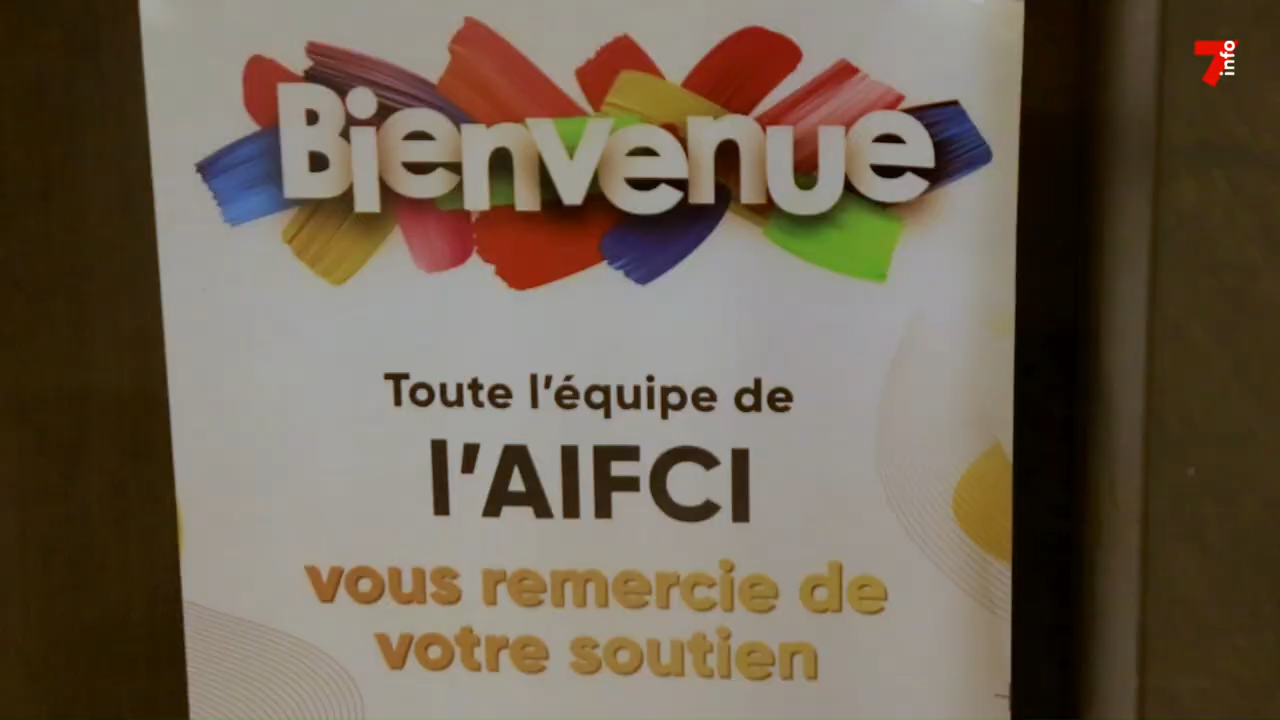 7info
Bienvenue
Toute l'équipe de
l'AIFCI
vous remercie de
votre soutien